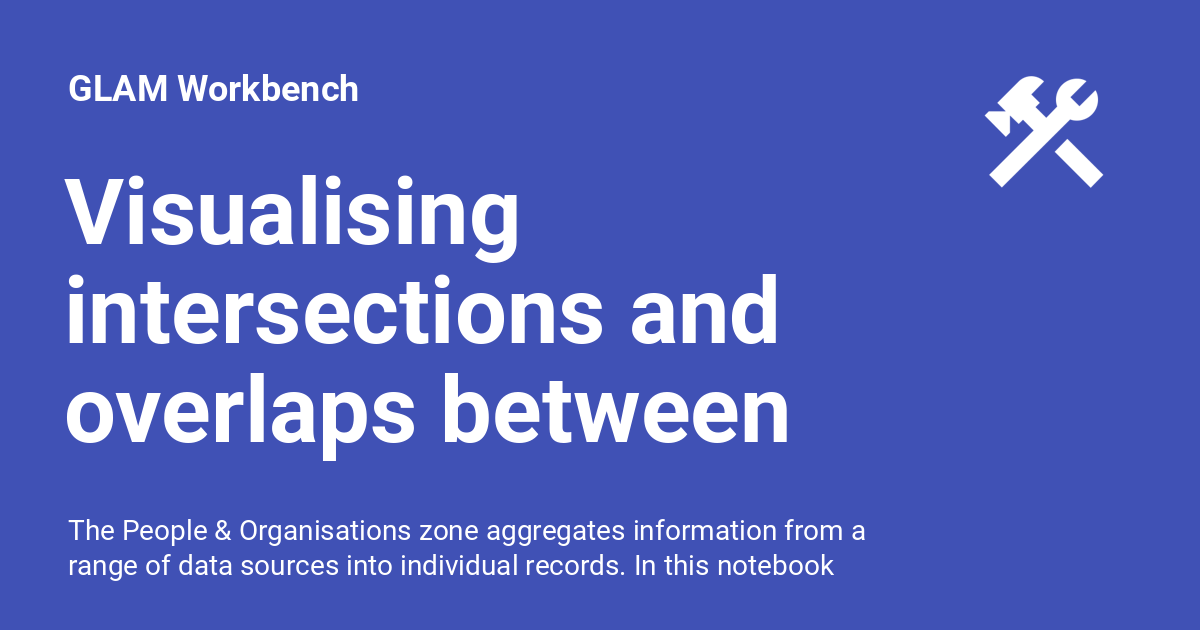 GLAM Workbench
Visualising
intersections and
overlaps between
The People & Organisations zone aggregates information from a
range of data sources into individual records. In this notebook